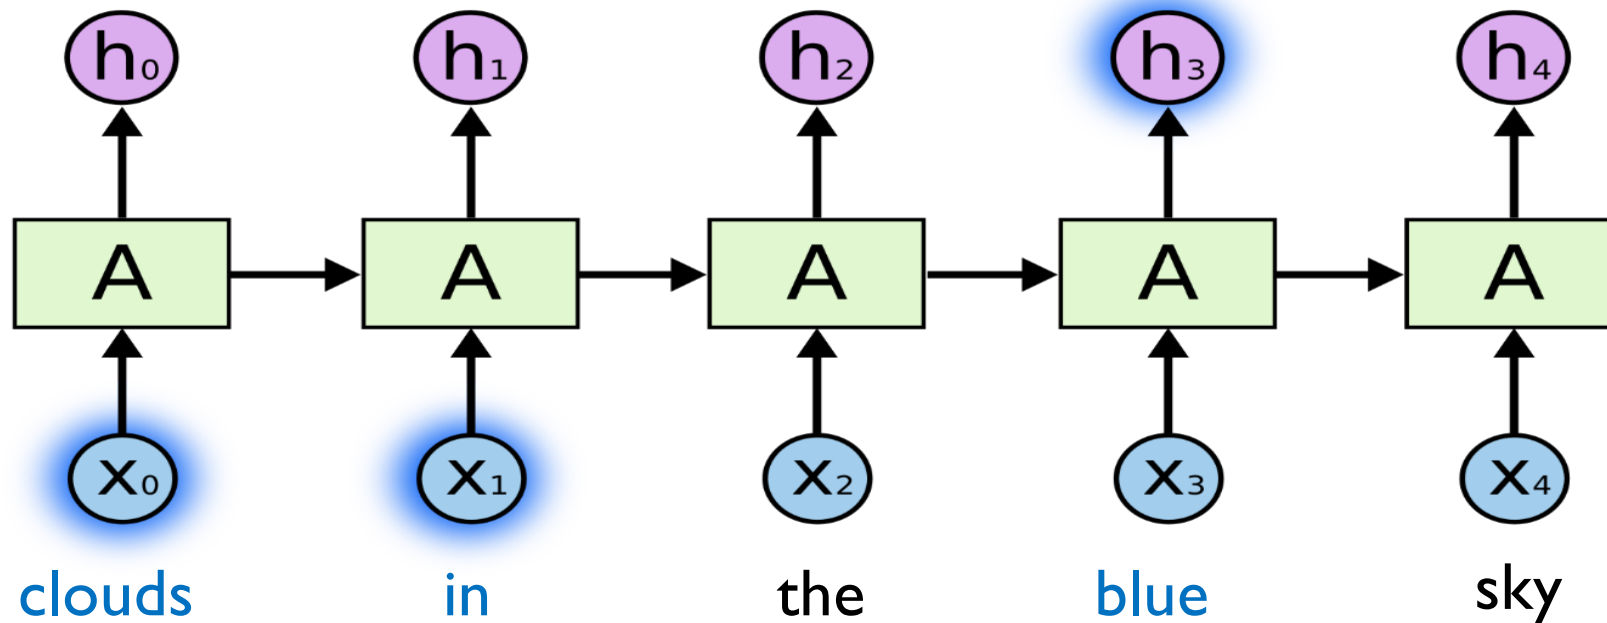 h₀ h₁ h₂ h₃ h₄
A A A A A
x₀ x₁ x₂ x₃ x₄
clouds in the blue sky